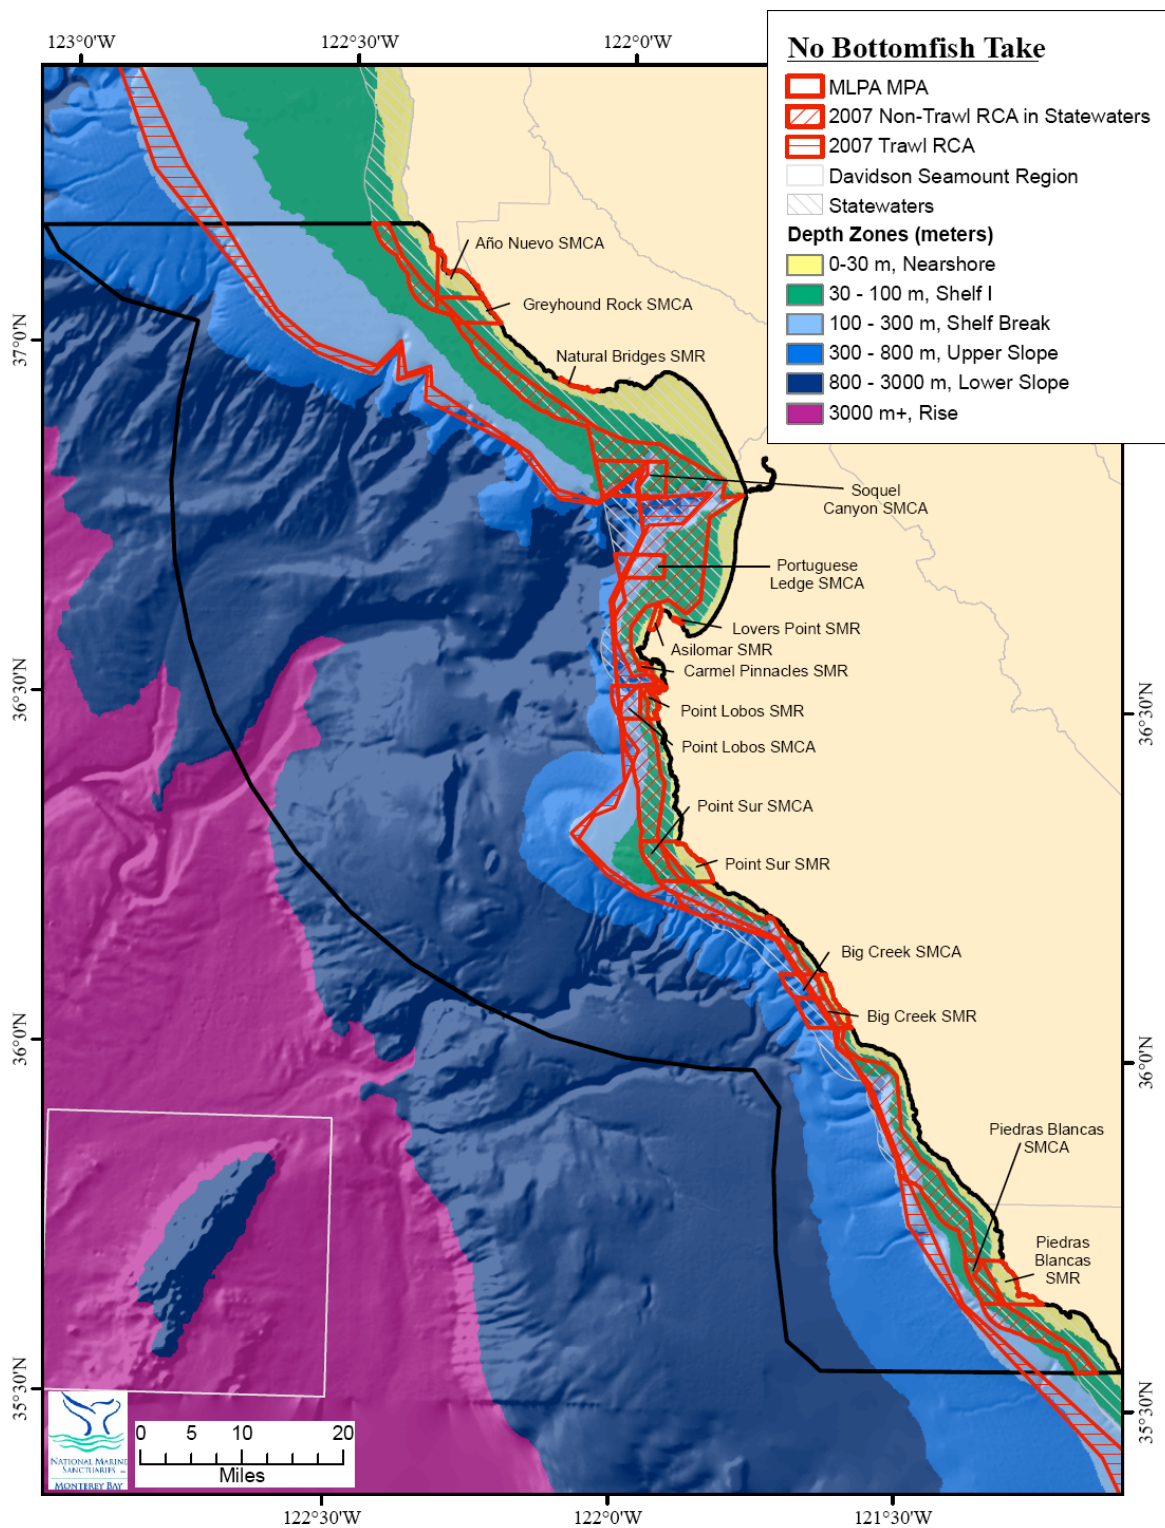 123°0'W
122°30'W
122°0'W
No Bottomfish Take
MLPA MPA
2007 Non-Trawl RCA in Statewaters
2007 Trawl RCA
Davidson Seamount Region
Statewaters
Depth Zones (meters)
0-30 m, Nearshore
30 - 100 m, Shelf I
100 - 300 m, Shelf Break
300 - 800 m, Upper Slope
800 - 3000 m, Lower Slope
3000 m+, Rise
Año Nuevo SMCA
Greyhound Rock SMCA
37°0'N
Natural Bridges SMR
Soquel
Canyon SMCA
Portuguese
Ledge SMCA
Lovers Point SMR
Asilomar SMR
Carmel Pinnacles SMR
36°30'N
36°30'N
Point Lobos SMR
Point Lobos SMCA
Point Sur SMCA
Point Sur SMR
Big Creek SMCA
Big Creek SMR
36°0'N
36°0'N
Piedras Blancas
SMCA
Piedras
Blancas
SMR
35°30'N
35°30'N
NATIONAL MARINE
SANCTUARIES
MONTEREY BAY
0 5 10 20
Miles
122°30'W
122°0'W
121°30'W